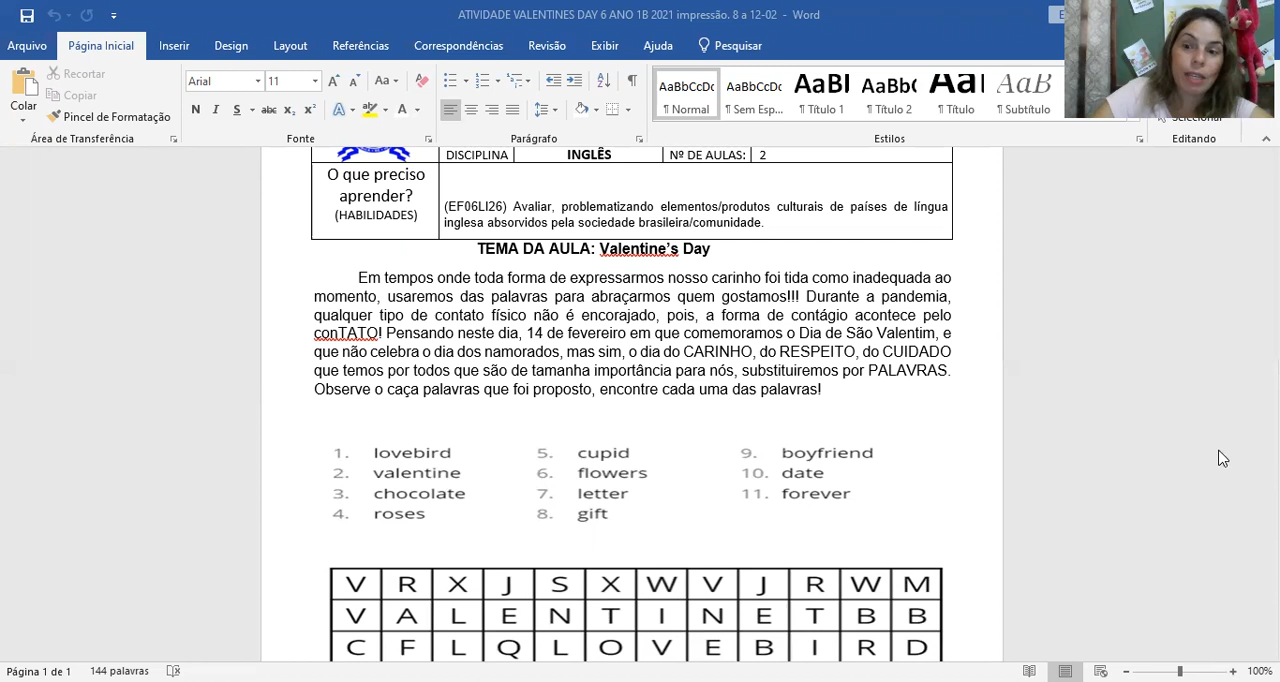 ATIVIDADE VALENTINES DAY 6 ANO 1B 2021 impressão. 8 a 12-02 - Word
Arquivo Página Inicial Inserir Design Layout Referências Correspondências Revisão Exibir Ajuda Pesquisar
Colar
Recortar
Copiar
Pincel de Formatação
Arial 11
AaBbCcDc AaBbCcDc AaBl AaBbC AaI AaB
¶ Normal ¶ Sem Esp... ¶ Título 1 ¶ Título 2 ¶ Título ¶ Subtítulo
Área de Transferência Fonte Parágrafo Estilos Editando
DISCIPLINA INGLÊS Nº DE AULAS: 2
O que preciso
aprender?
(HABILIDADES)
(EF06LI26) Avaliar, problematizando elementos/produtos culturais de países de língua
inglesa absorvidos pela sociedade brasileira/comunidade.
TEMA DA AULA: Valentine’s Day
Em tempos onde toda forma de expressarmos nosso carinho foi tida como inadequada ao
momento, usaremos das palavras para abraçarmos quem gostamos!!! Durante a pandemia,
qualquer tipo de contato físico não é encorajado, pois, a forma de contágio acontece pelo
conTATO! Pensando neste dia, 14 de fevereiro em que comemoramos o Dia de São Valentim, e
que não celebra o dia dos namorados, mas sim, o dia do CARINHO, do RESPEITO, do CUIDADO
que temos por todos que são de tamanha importância para nós, substituiremos por PALAVRAS.
Observe o caça palavras que foi proposto, encontre cada uma das palavras!
1. lovebird 5. cupid 9. boyfriend
2. valentine 6. flowers 10. date
3. chocolate 7. letter 11. forever
4. roses 8. gift
V R X J S X W V J R W M
V A L E N T I N E T B B
C F L Q L O V E B I R D
Página 1 de 1 144 palavras 100%